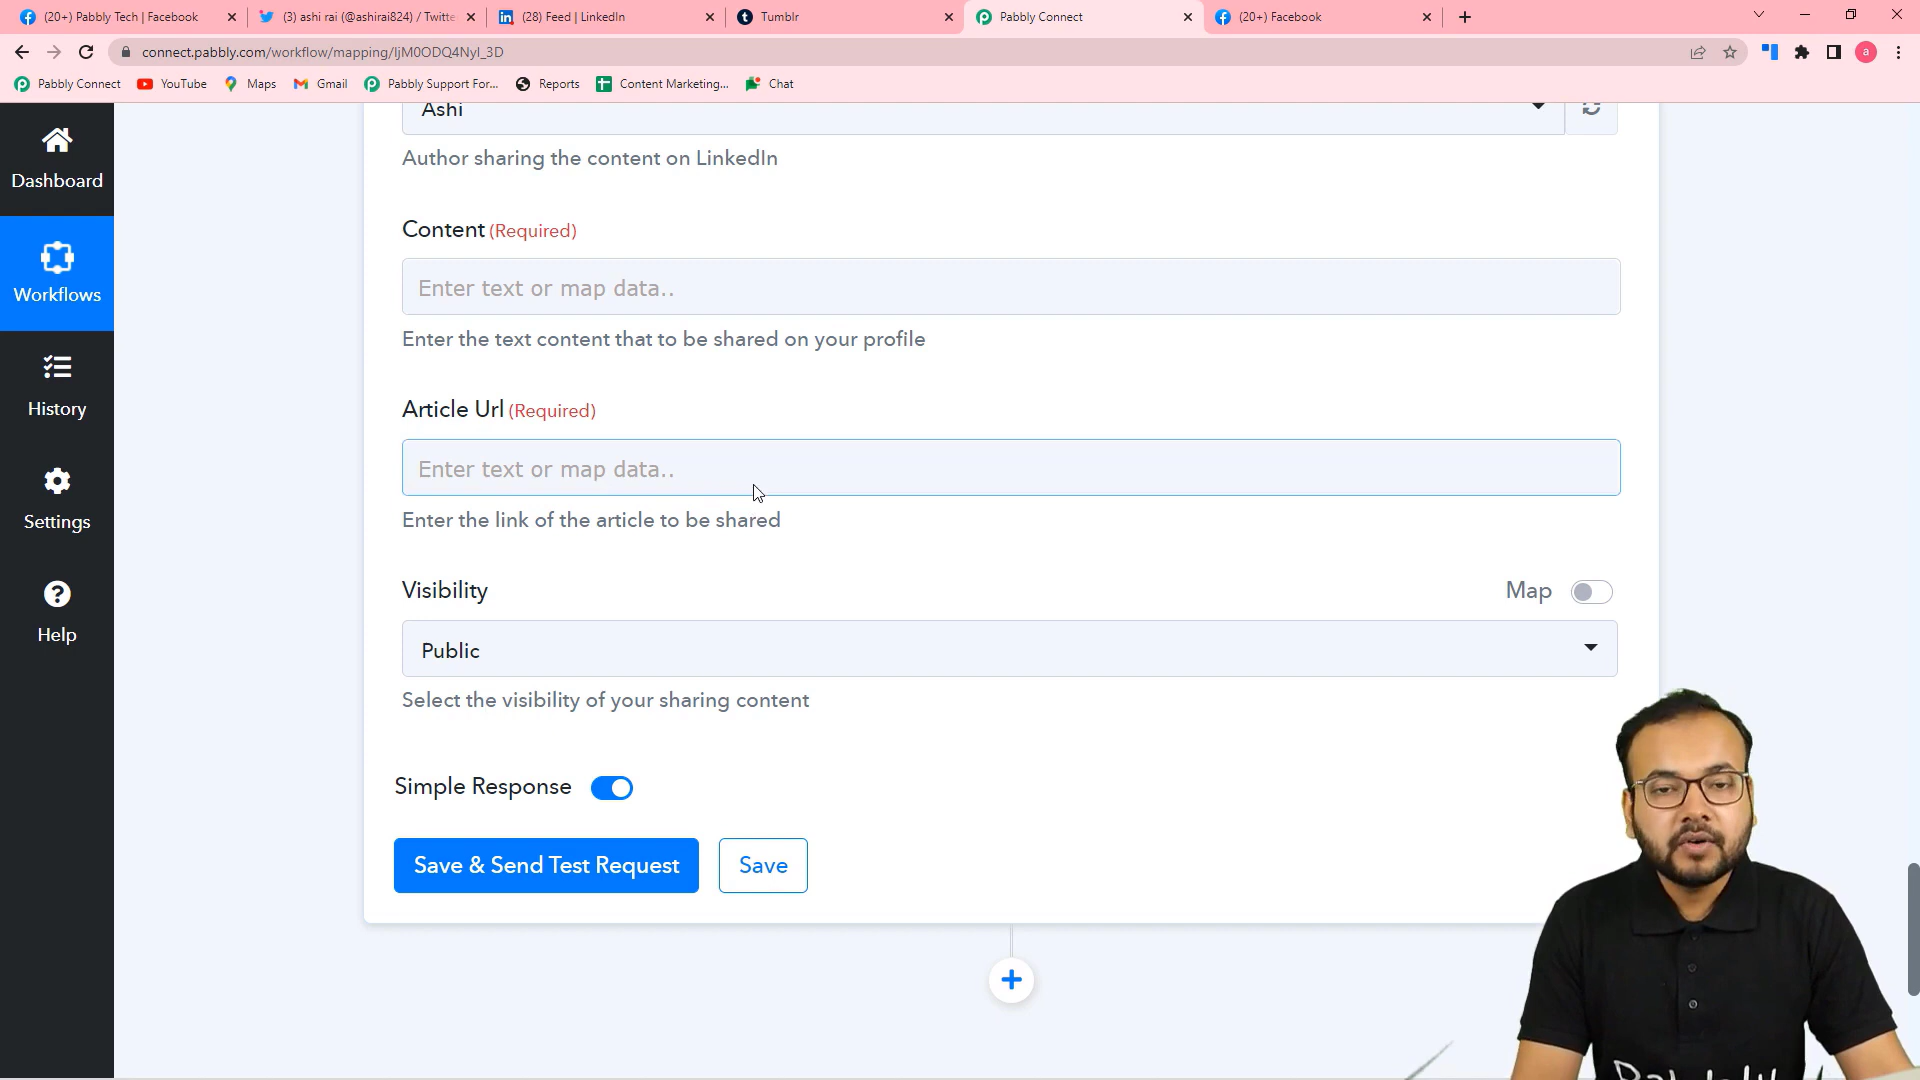 (20+) Pabbly Tech | Facebook
(3) ashi rai (@ashirai824) / Twitte
(28) Feed | LinkedIn
Tumblr
Pabbly Connect
(20+) Facebook
connect.pabbly.com/workflow/mapping/IjM0ODQ4NyI_3D
a
Pabbly Connect
YouTube
Maps
Gmail
Pabbly Support For...
Reports
Content Marketing...
Chat
Dashboard
Workflows
History
Settings
Help
Ashi
Author sharing the content on LinkedIn
Content (Required)
Enter text or map data..
Enter the text content that to be shared on your profile
Article Url (Required)
Enter text or map data..
Enter the link of the article to be shared
Visibility
Map
Public
Select the visibility of your sharing content
Simple Response
Save & Send Test Request
Save